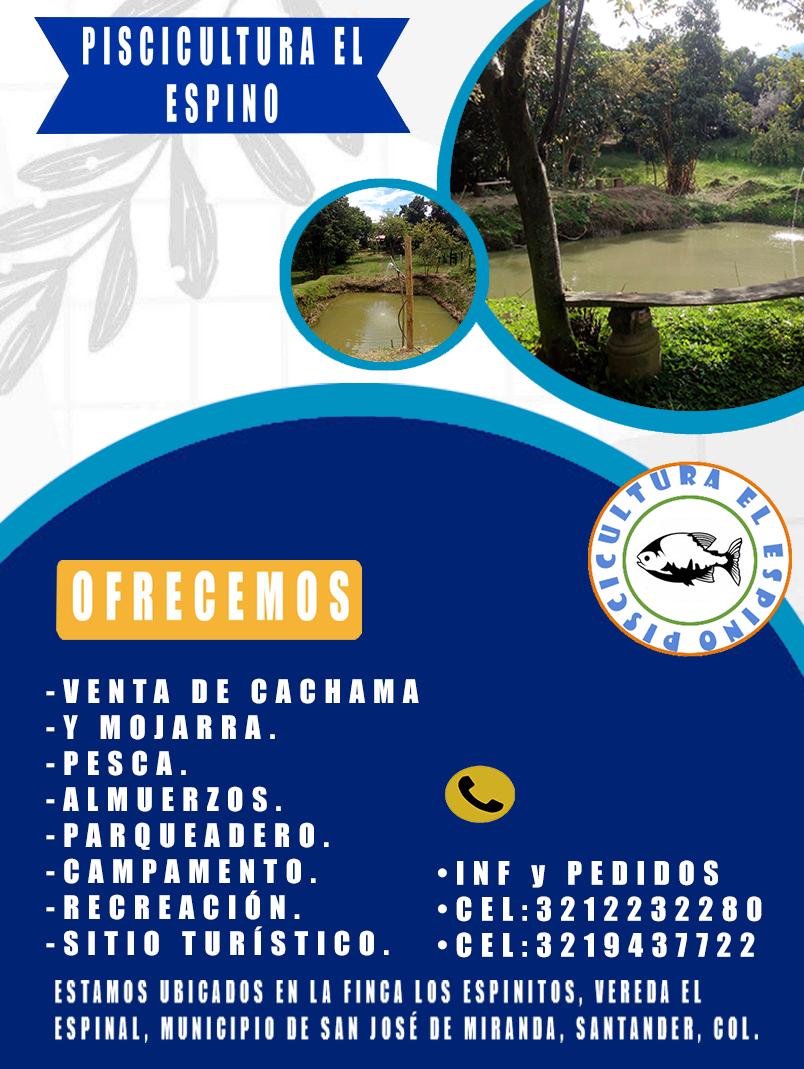 PISCICULTURA EL
ESPINO
PISCICULTURA EL ESPINO
OFRECEMOS
-VENTA DE CACHAMA
-Y MOJARRA.
-PESCA.
-ALMUERZOS.
-PARQUEADERO.
-CAMPAMENTO.
-RECREACIÓN.
-SITIO TURÍSTICO.
•INF y PEDIDOS
•CEL:3212232280
•CEL:3219437722
ESTAMOS UBICADOS EN LA FINCA LOS ESPINITOS, VEREDA EL
ESPINAL, MUNICIPIO DE SAN JOSÉ DE MIRANDA, SANTANDER, COL.